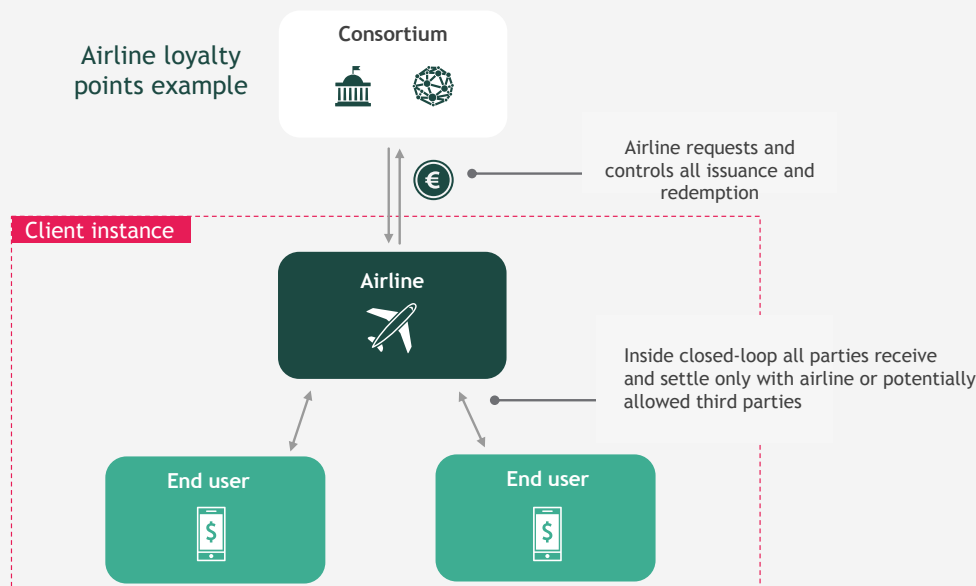 Airline loyalty
points example
Consortium
€
Airline requests and
controls all issuance and
redemption
Client instance
Airline
Inside closed-loop all parties receive
and settle only with airline or potentially
allowed third parties
End user
$
End user
$